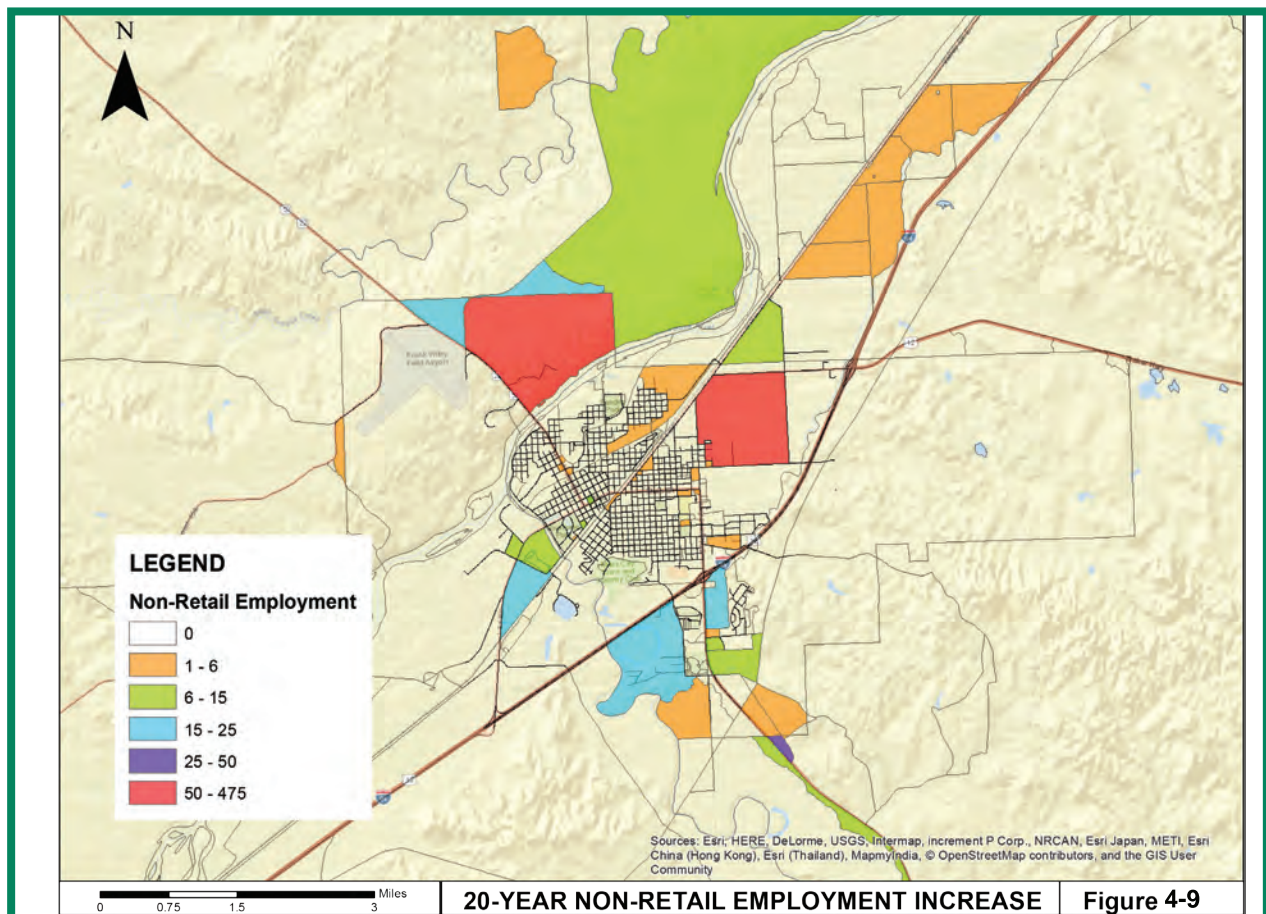 N
LEGEND
Non-Retail Employment
0
1 - 6
6 - 15
15 - 25
25 - 50
50 - 475
Sources: Esri, HERE, DeLorme, USGS, Intermap, increment P Corp., NRCAN, Esri Japan, METI, Esri
China (Hong Kong), Esri (Thailand), MapmyIndia, © OpenStreetMap contributors, and the GIS User
Community
Miles
0 0.75 1.5 3
20-YEAR NON-RETAIL EMPLOYMENT INCREASE
Figure 4-9